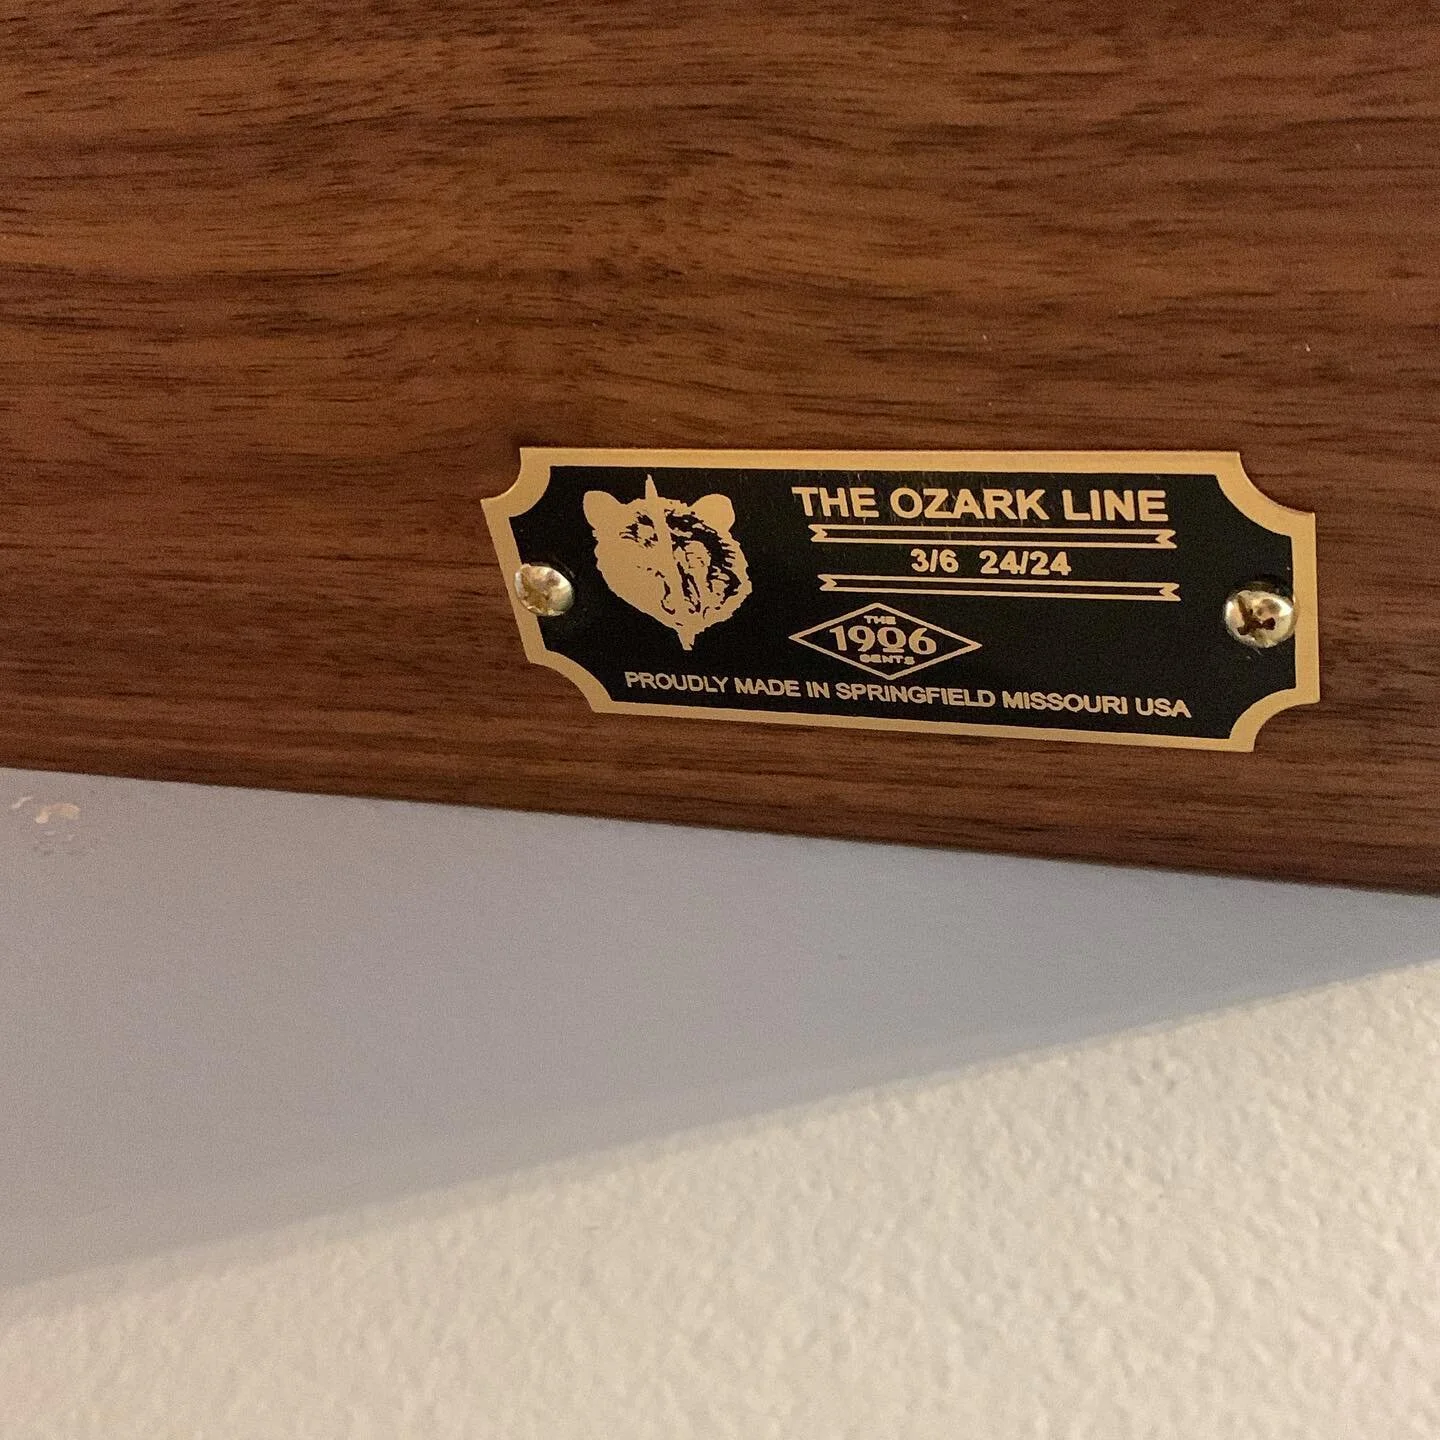 THE OZARK LINE
3/6 24/24
THE
1906
GENTS
PROUDLY MADE IN SPRINGFIELD MISSOURI USA